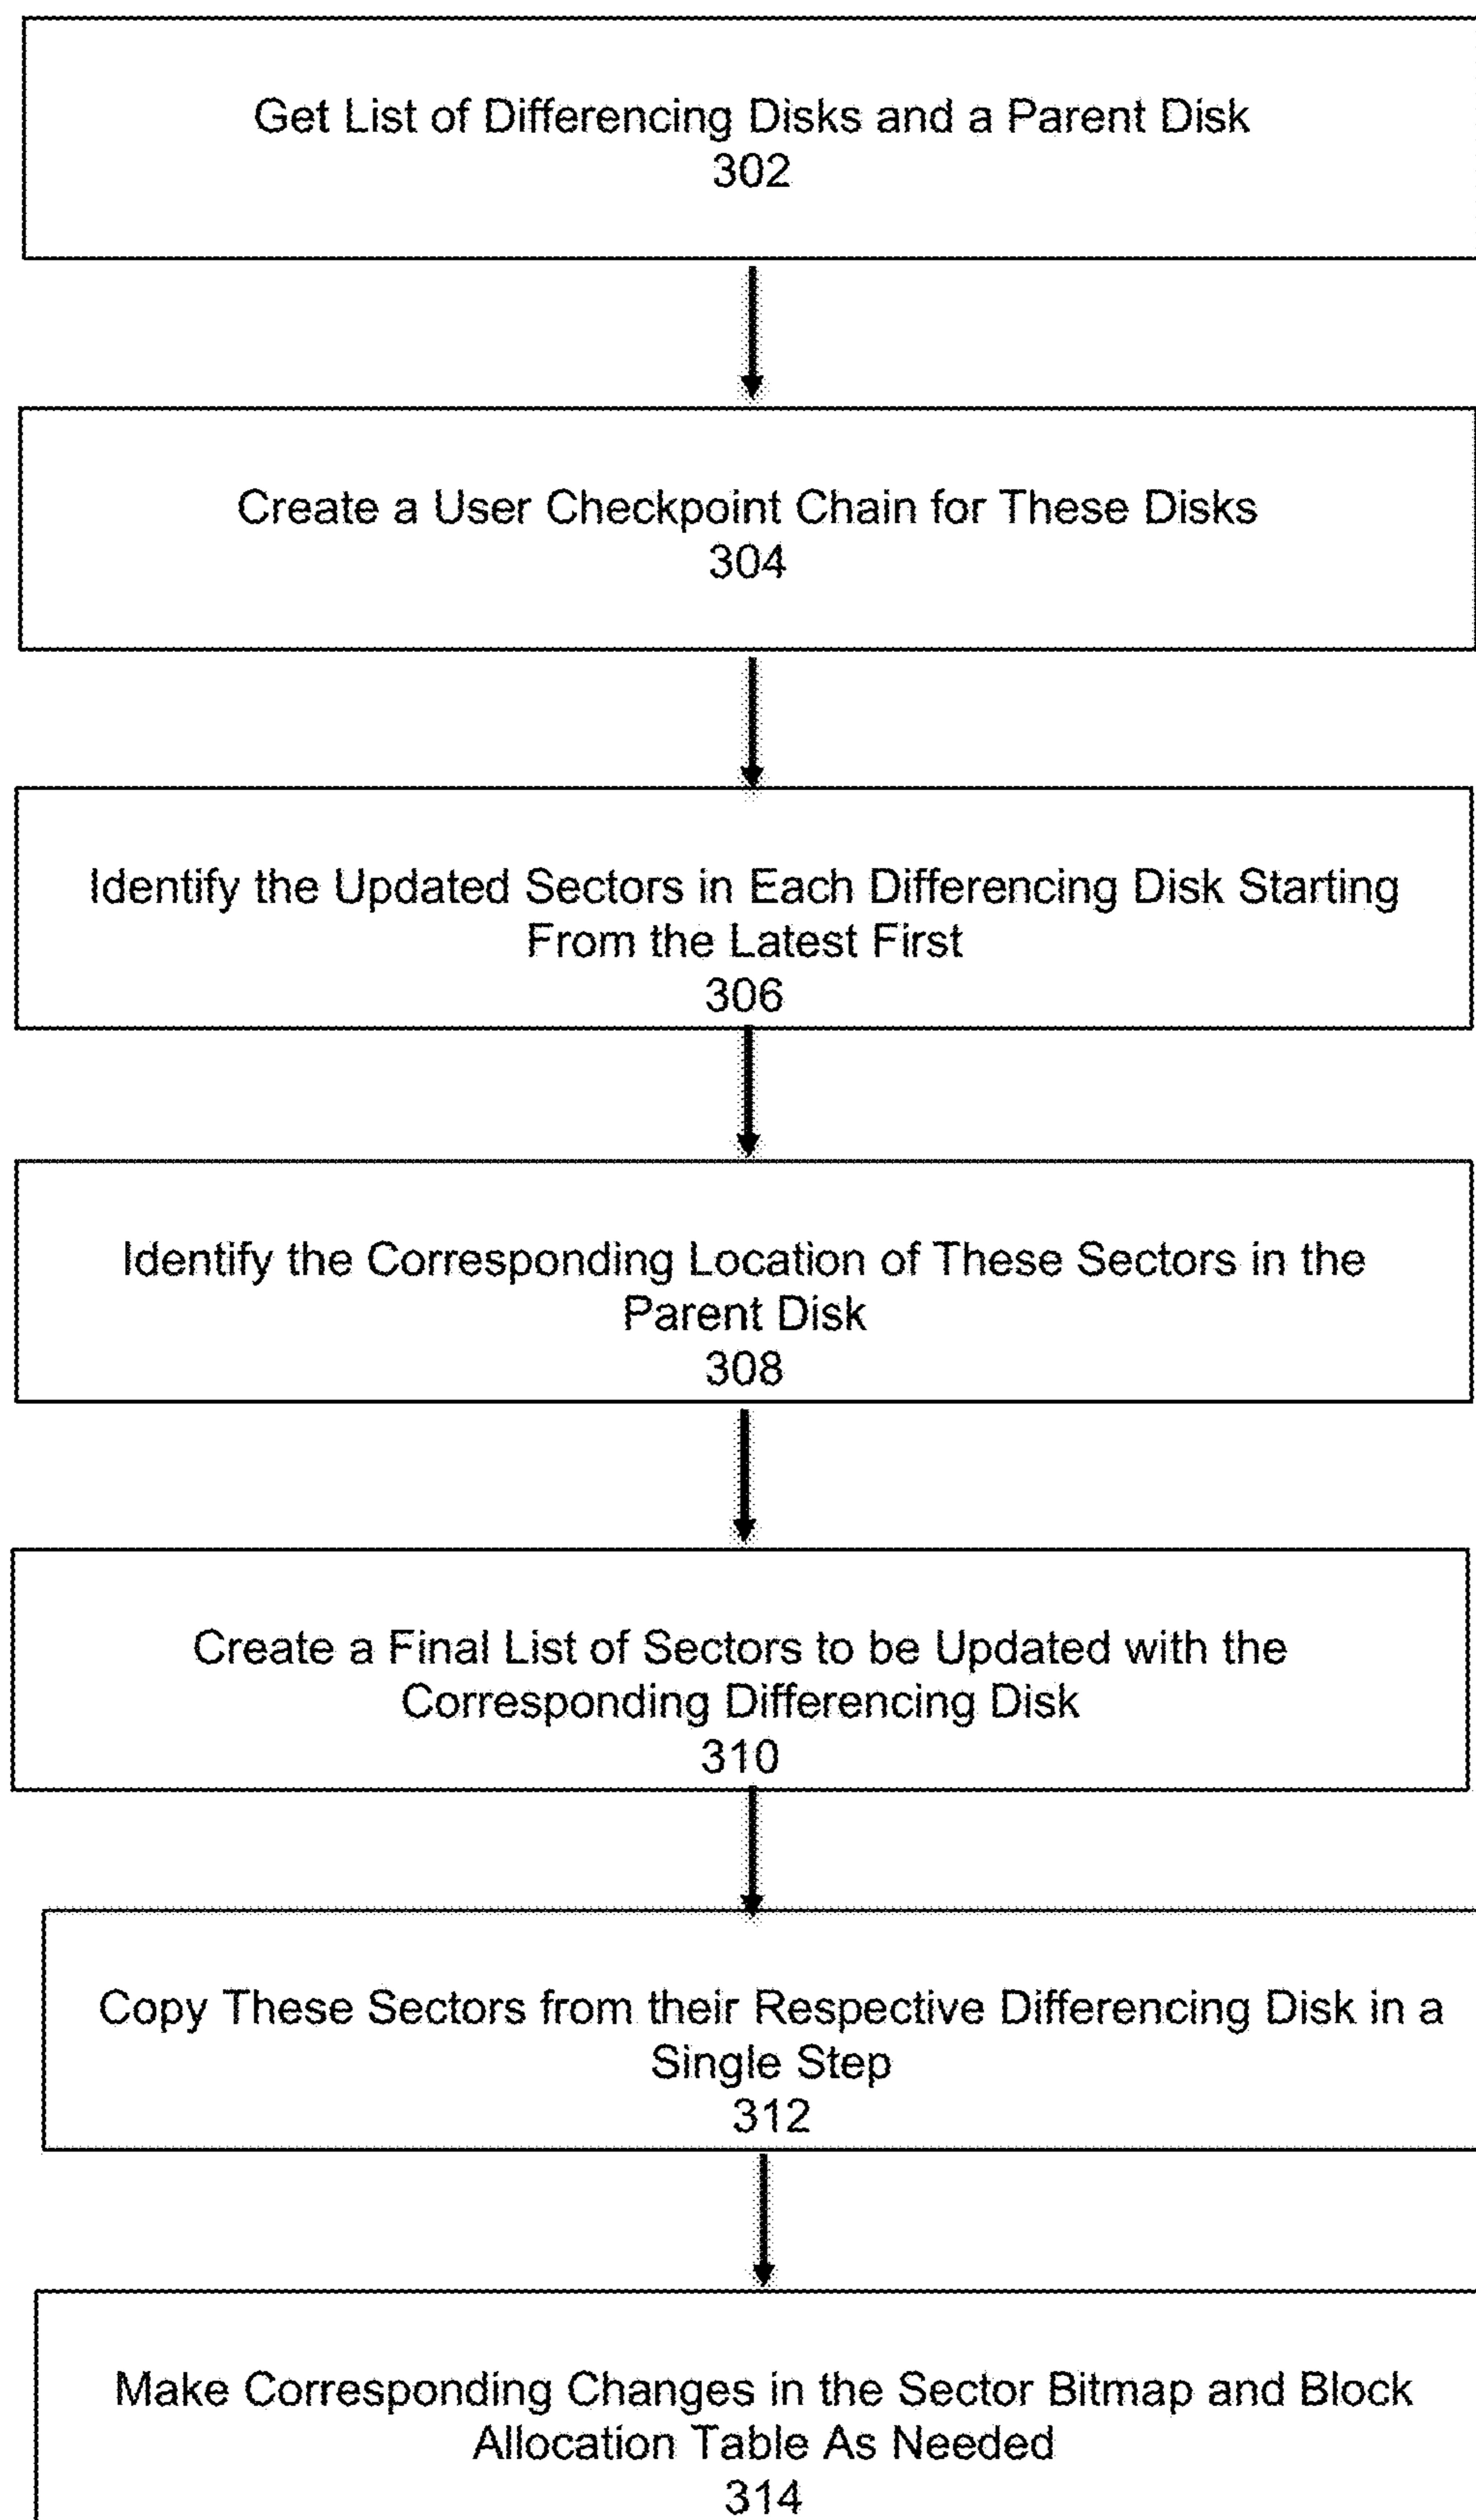 Get List of Differencing Disks and a Parent Disk
302
Create a User Checkpoint Chain for These Disks
304
Identify the Updated Sectors in Each Differencing Disk Starting
From the Latest First
306
Identify the Corresponding Location of These Sectors in the
Parent Disk
308
Create a Final List of Sectors to be Updated with the
Corresponding Differencing Disk
310
Copy These Sectors from their Respective Differencing Disk in a
Single Step
312
Make Corresponding Changes in the Sector Bitmap and Block
Allocation Table As Needed
314